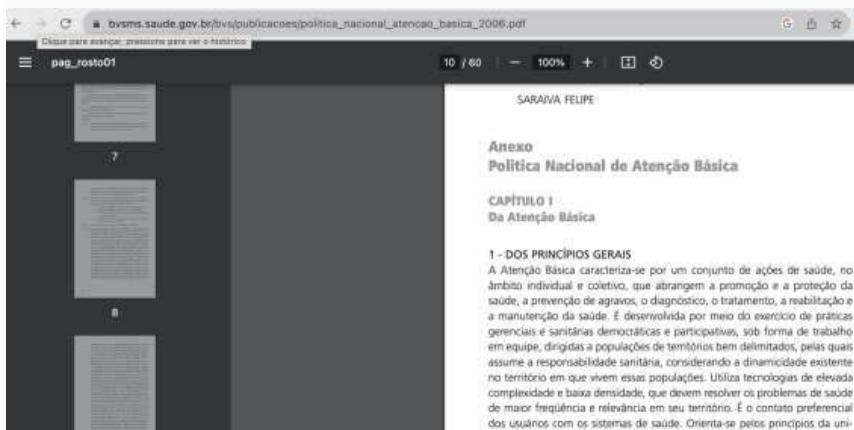 bvsms.saude.gov.br/bvs/publicacoes/politica_nacional_atencao_basica_2006.pdf
Clique para avançar, pressione para ver o histórico
pag_rosto01
10 / 60
100%
7
8
SARAIVA FELIPE
Anexo
Política Nacional de Atenção Básica
CAPÍTULO I
Da Atenção Básica
1 - DOS PRINCÍPIOS GERAIS
A Atenção Básica caracteriza-se por um conjunto de ações de saúde, no
âmbito individual e coletivo, que abrangem a promoção e a proteção da
saúde, a prevenção de agravos, o diagnóstico, o tratamento, a reabilitação e
a manutenção da saúde. É desenvolvida por meio do exercício de práticas
gerenciais e sanitárias democráticas e participativas, sob forma de trabalho
em equipe, dirigidas a populações de territórios bem delimitados, pelas quais
assume a responsabilidade sanitária, considerando a dinamicidade existente
no território em que vivem essas populações. Utiliza tecnologias de elevada
complexidade e baixa densidade, que devem resolver os problemas de saúde
de maior freqüência e relevância em seu território. É o contato preferencial
dos usuários com os sistemas de saúde. Orienta-se pelos princípios da uni-